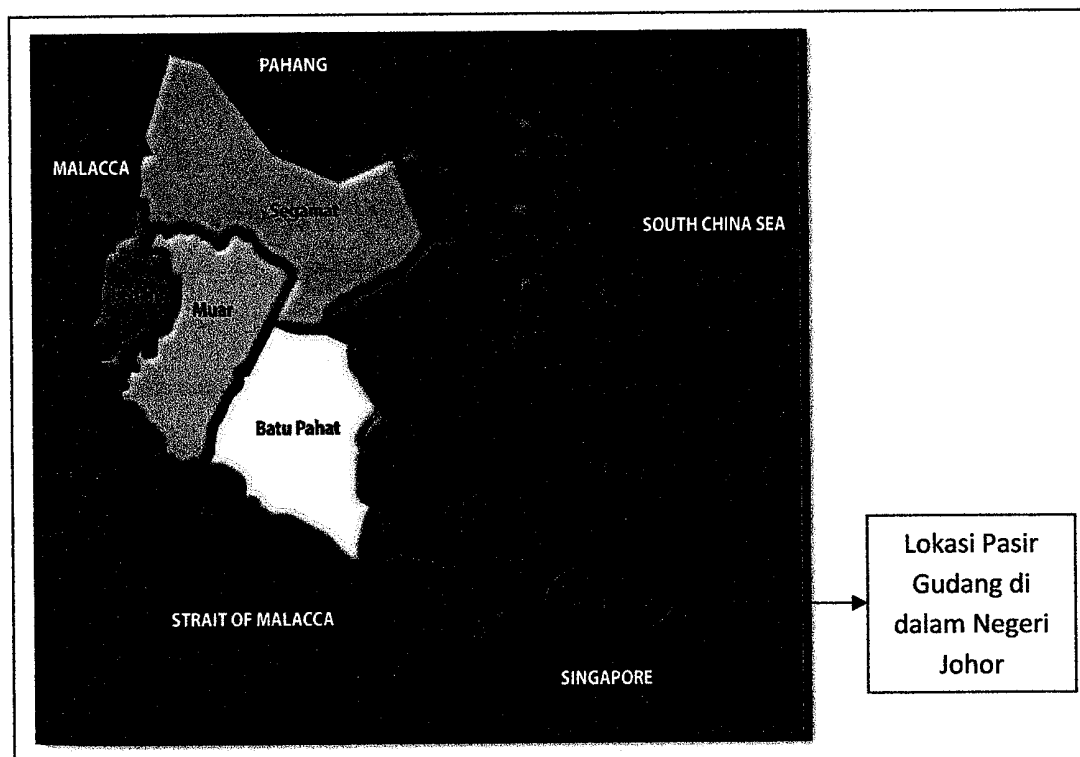 PAHANG
MALACCA
Segamat
SOUTH CHINA SEA
Muar
Batu Pahat
Lokasi Pasir
Gudang di
dalam Negeri
Johor
STRAIT OF MALACCA
SINGAPORE